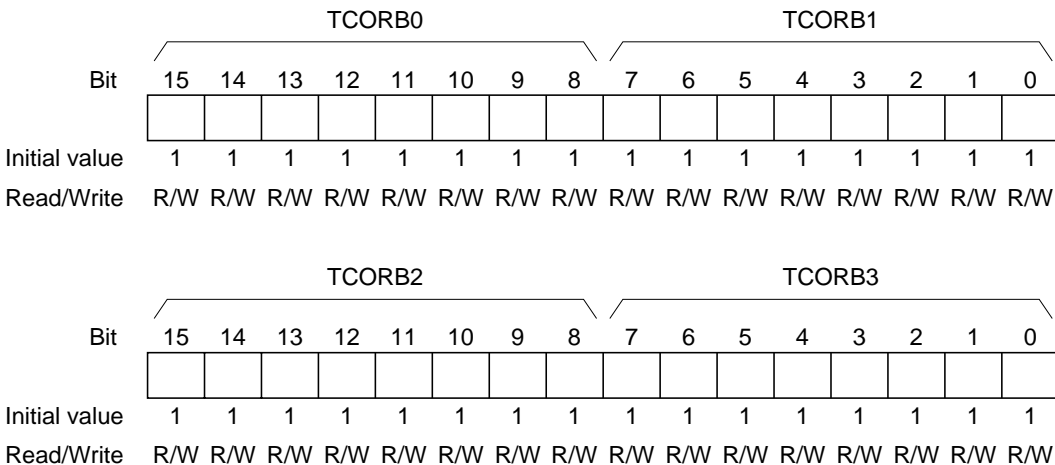 TCORB0 TCORB1
Bit 15 14 13 12 11 10 9 8 7 6 5 4 3 2 1 0
Initial value 1 1 1 1 1 1 1 1 1 1 1 1 1 1 1 1
Read/Write R/W R/W R/W R/W R/W R/W R/W R/W R/W R/W R/W R/W R/W R/W R/W R/W
TCORB2 TCORB3
Bit 15 14 13 12 11 10 9 8 7 6 5 4 3 2 1 0
Initial value 1 1 1 1 1 1 1 1 1 1 1 1 1 1 1 1
Read/Write R/W R/W R/W R/W R/W R/W R/W R/W R/W R/W R/W R/W R/W R/W R/W R/W